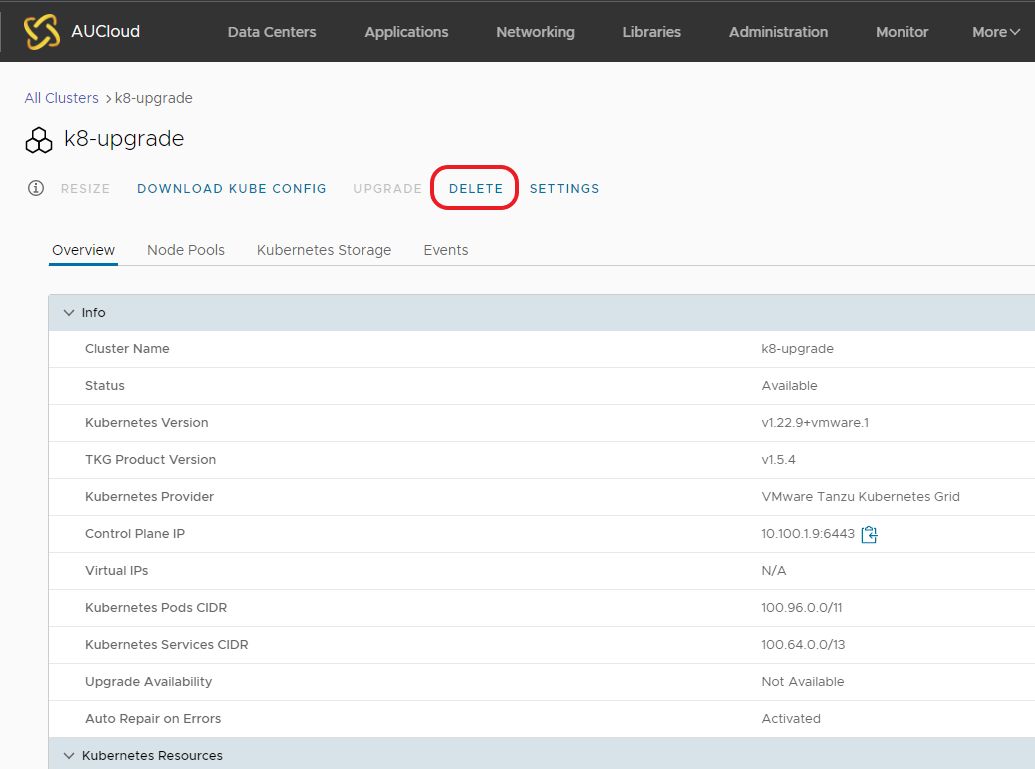 AUCloud Data Centers Applications Networking Libraries Administration Monitor More
All Clusters > k8-upgrade
k8-upgrade
RESIZE DOWNLOAD KUBE CONFIG UPGRADE DELETE SETTINGS
Overview Node Pools Kubernetes Storage Events
Info
Cluster Name k8-upgrade
Status Available
Kubernetes Version v1.22.9+vmware.1
TKG Product Version v1.5.4
Kubernetes Provider VMware Tanzu Kubernetes Grid
Control Plane IP 10.100.1.9:6443
Virtual IPs N/A
Kubernetes Pods CIDR 100.96.0.0/11
Kubernetes Services CIDR 100.64.0.0/13
Upgrade Availability Not Available
Auto Repair on Errors Activated
Kubernetes Resources